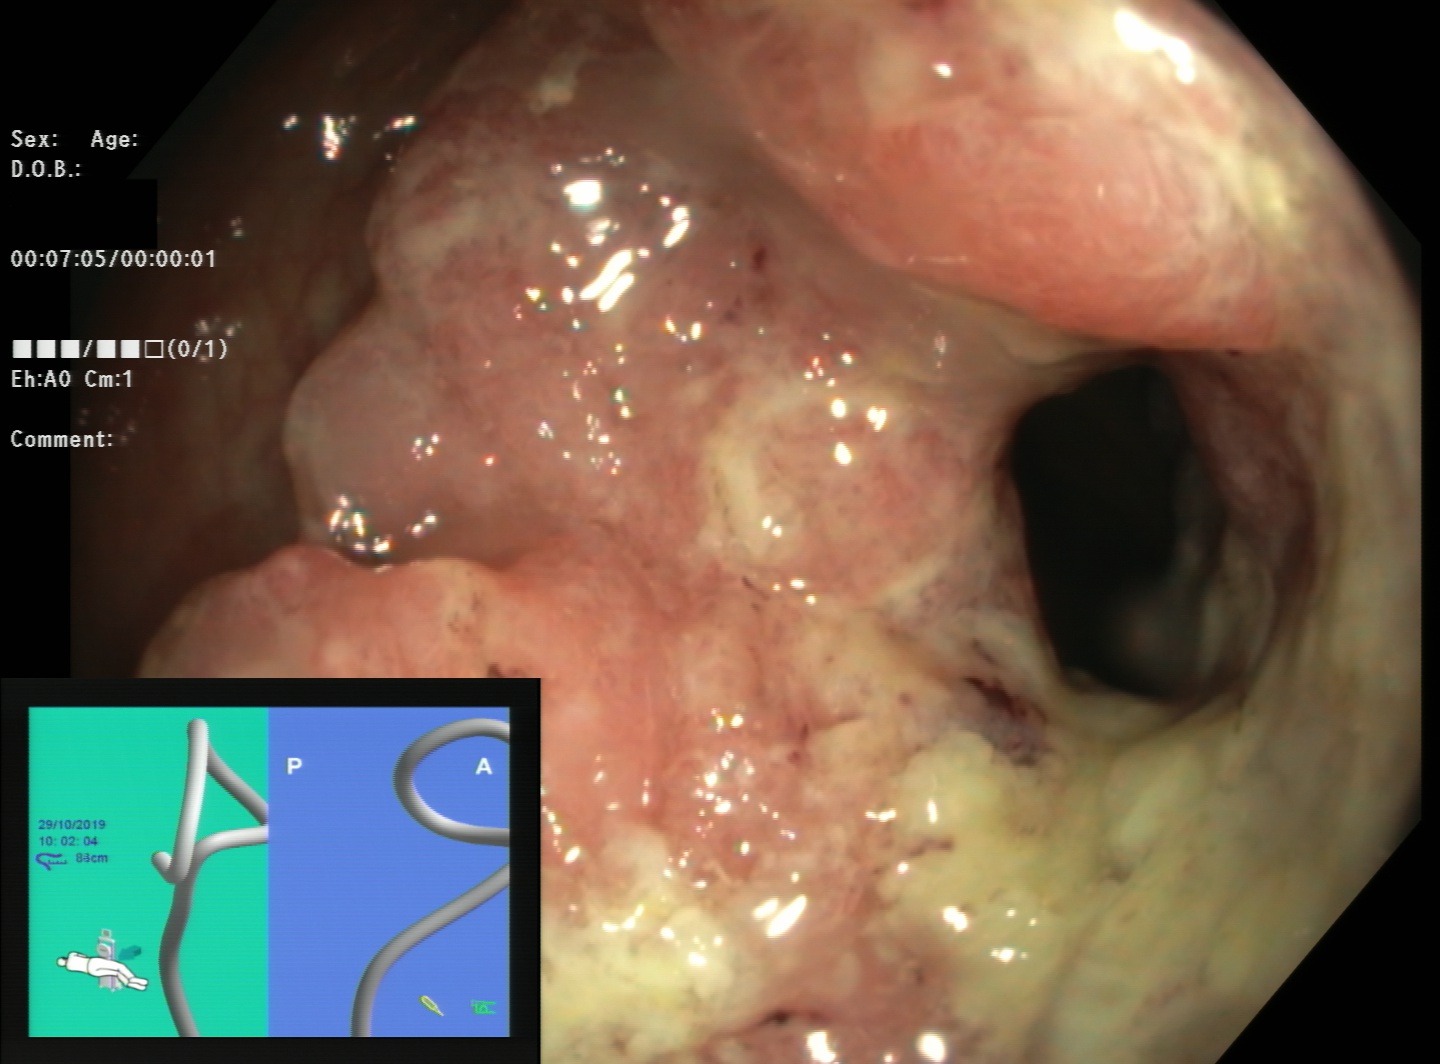 Sex: Age:
D.O.B.:
00:07:05/00:00:01
■■■/■■□(0/1)
Eh:A0 Cm:1
Comment:
P A
29/10/2019
10:02:04